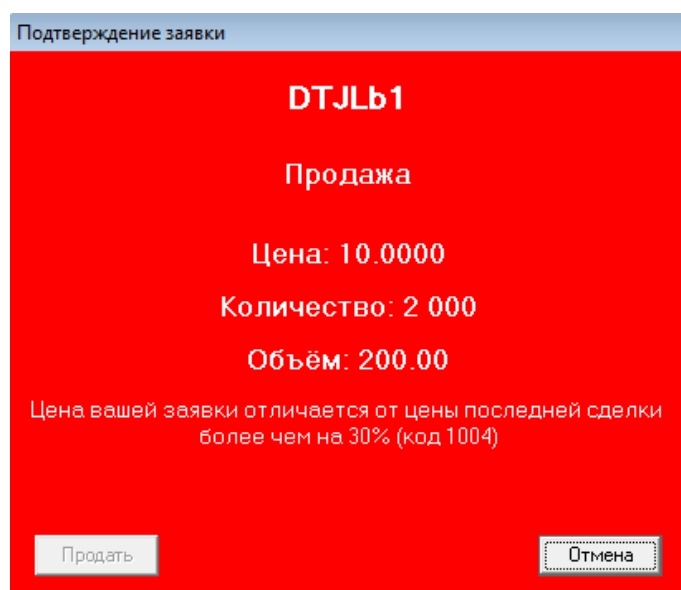 Подтверждение заявки
DTJLb1
Продажа
Цена: 10.0000
Количество: 2 000
Объём: 200.00
Цена вашей заявки отличается от цены последней сделки
более чем на 30% (код 1004)
Продать
Отмена